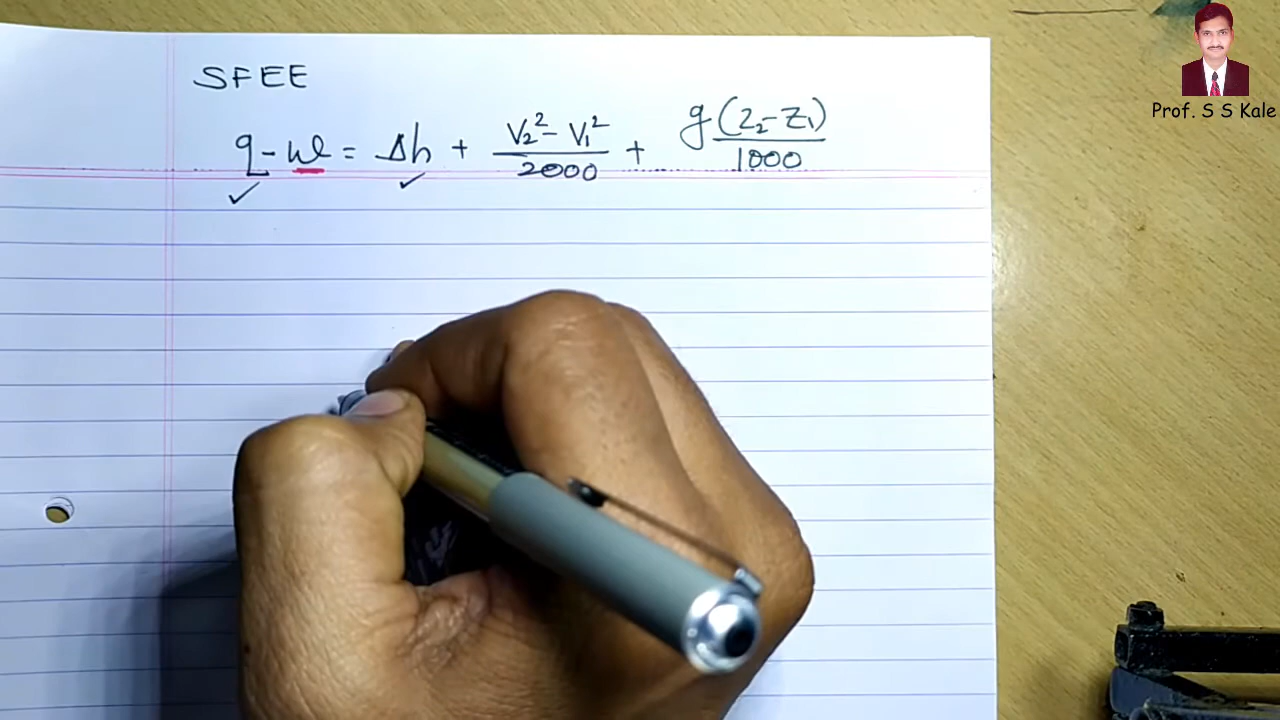 SFEE
q - w = Δh + V₂² - V₁² / 2000 + g(Z₂ - Z₁) / 1000
Prof. S S Kale